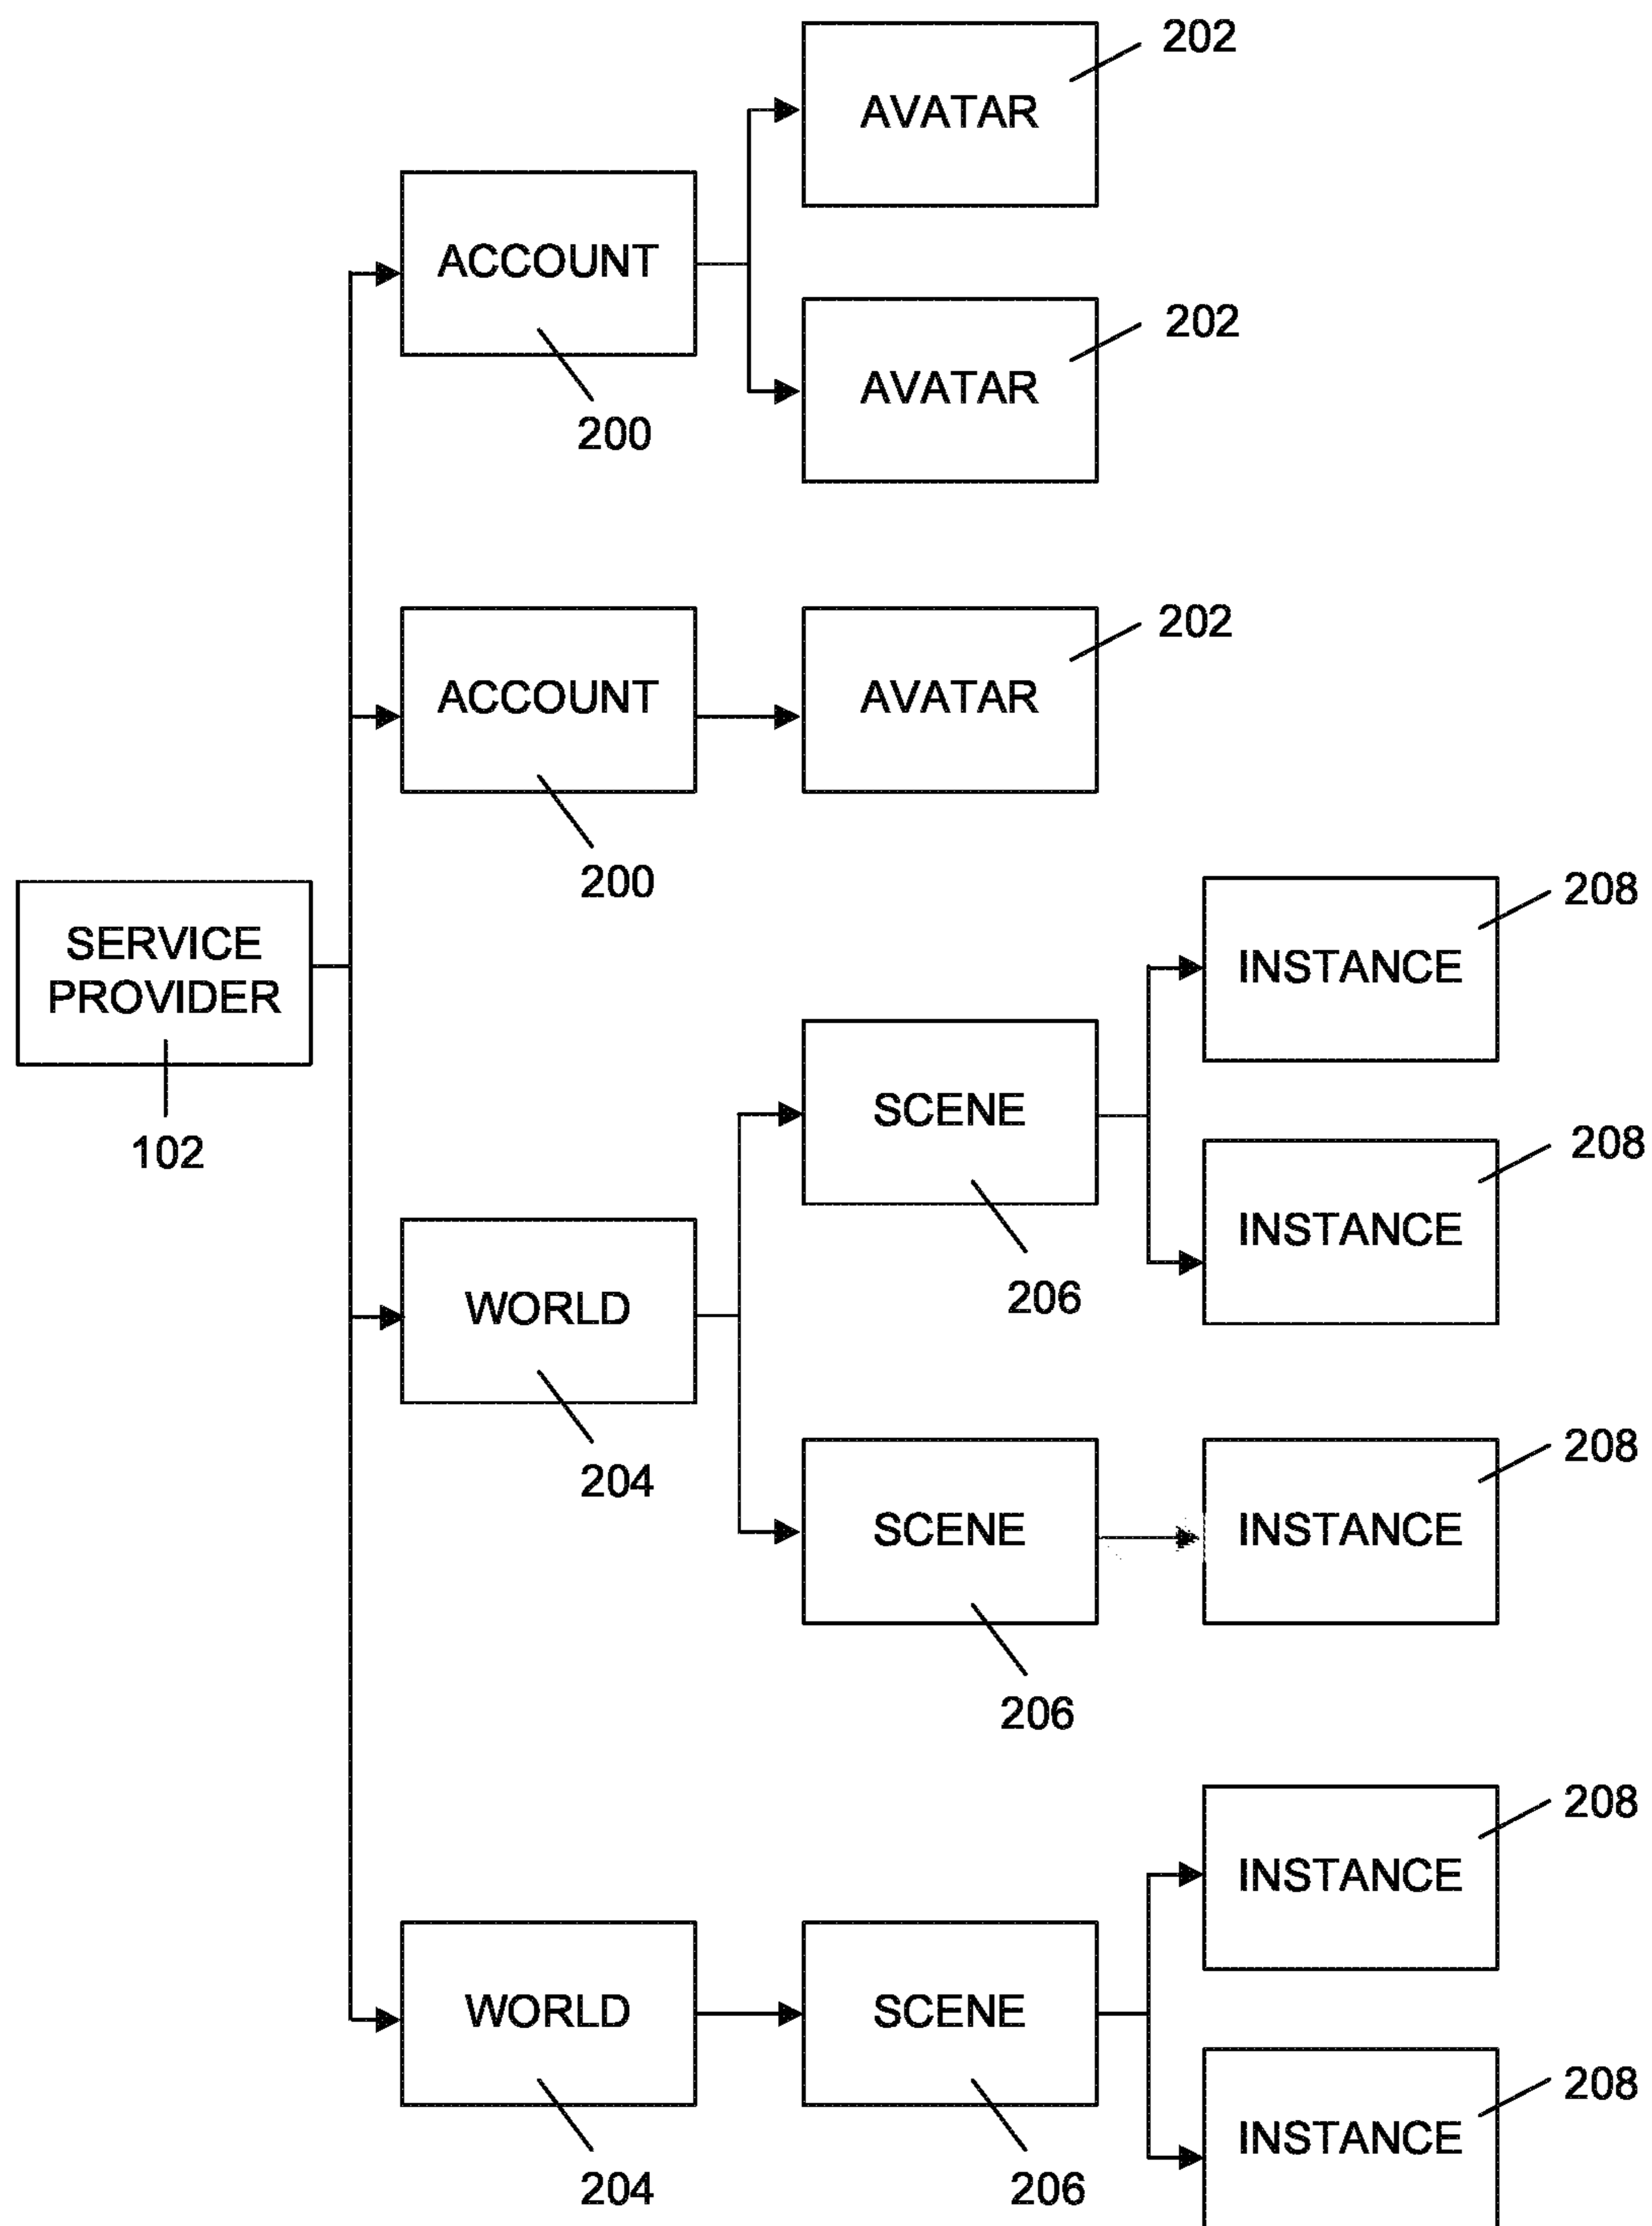 202
AVATAR
ACCOUNT
200
202
AVATAR
202
ACCOUNT
AVATAR
200
SERVICE
PROVIDER
102
208
INSTANCE
SCENE
206
208
INSTANCE
WORLD
204
208
SCENE
INSTANCE
206
208
INSTANCE
WORLD
SCENE
204
206
208
INSTANCE